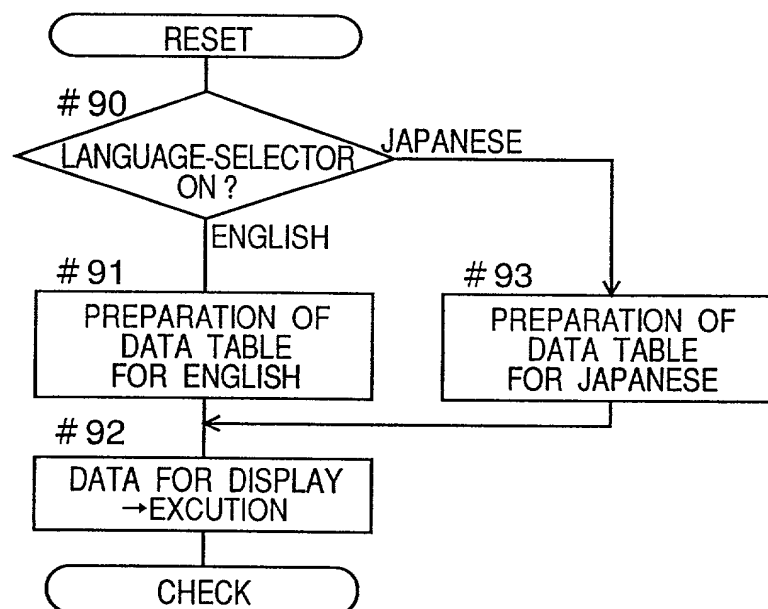 RESET
# 90
LANGUAGE-SELECTOR
ON ?
JAPANESE
ENGLISH
# 91
PREPARATION OF
DATA TABLE
FOR ENGLISH
# 93
PREPARATION OF
DATA TABLE
FOR JAPANESE
# 92
DATA FOR DISPLAY
→EXCUTION
CHECK